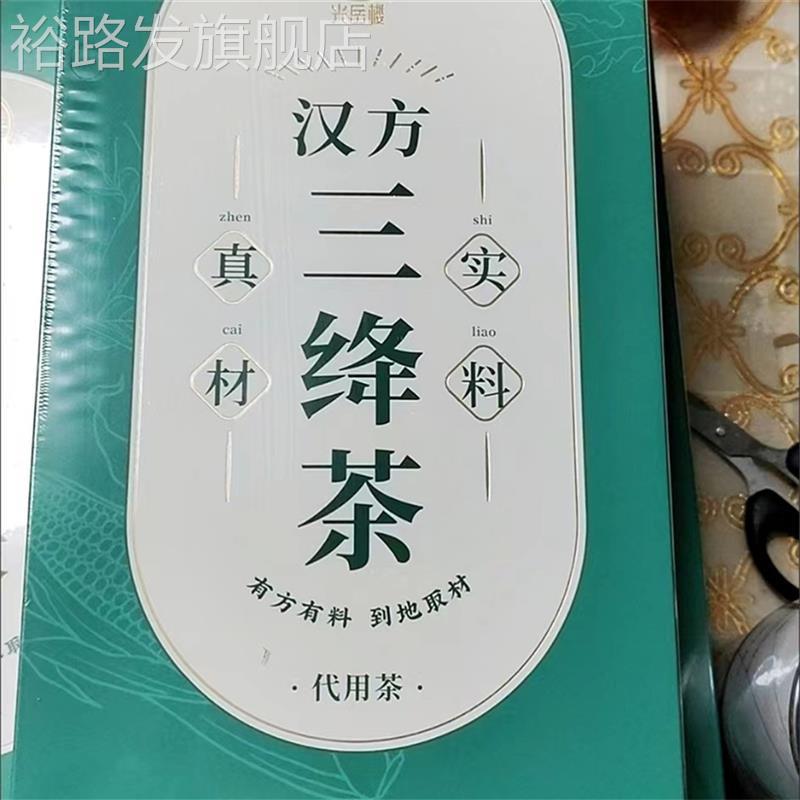 裕路发旗舰店
汉方
三绛茶
zhen
真
cai
材
shi
实
liao
料
有方有料 到地取材
·代用茶·